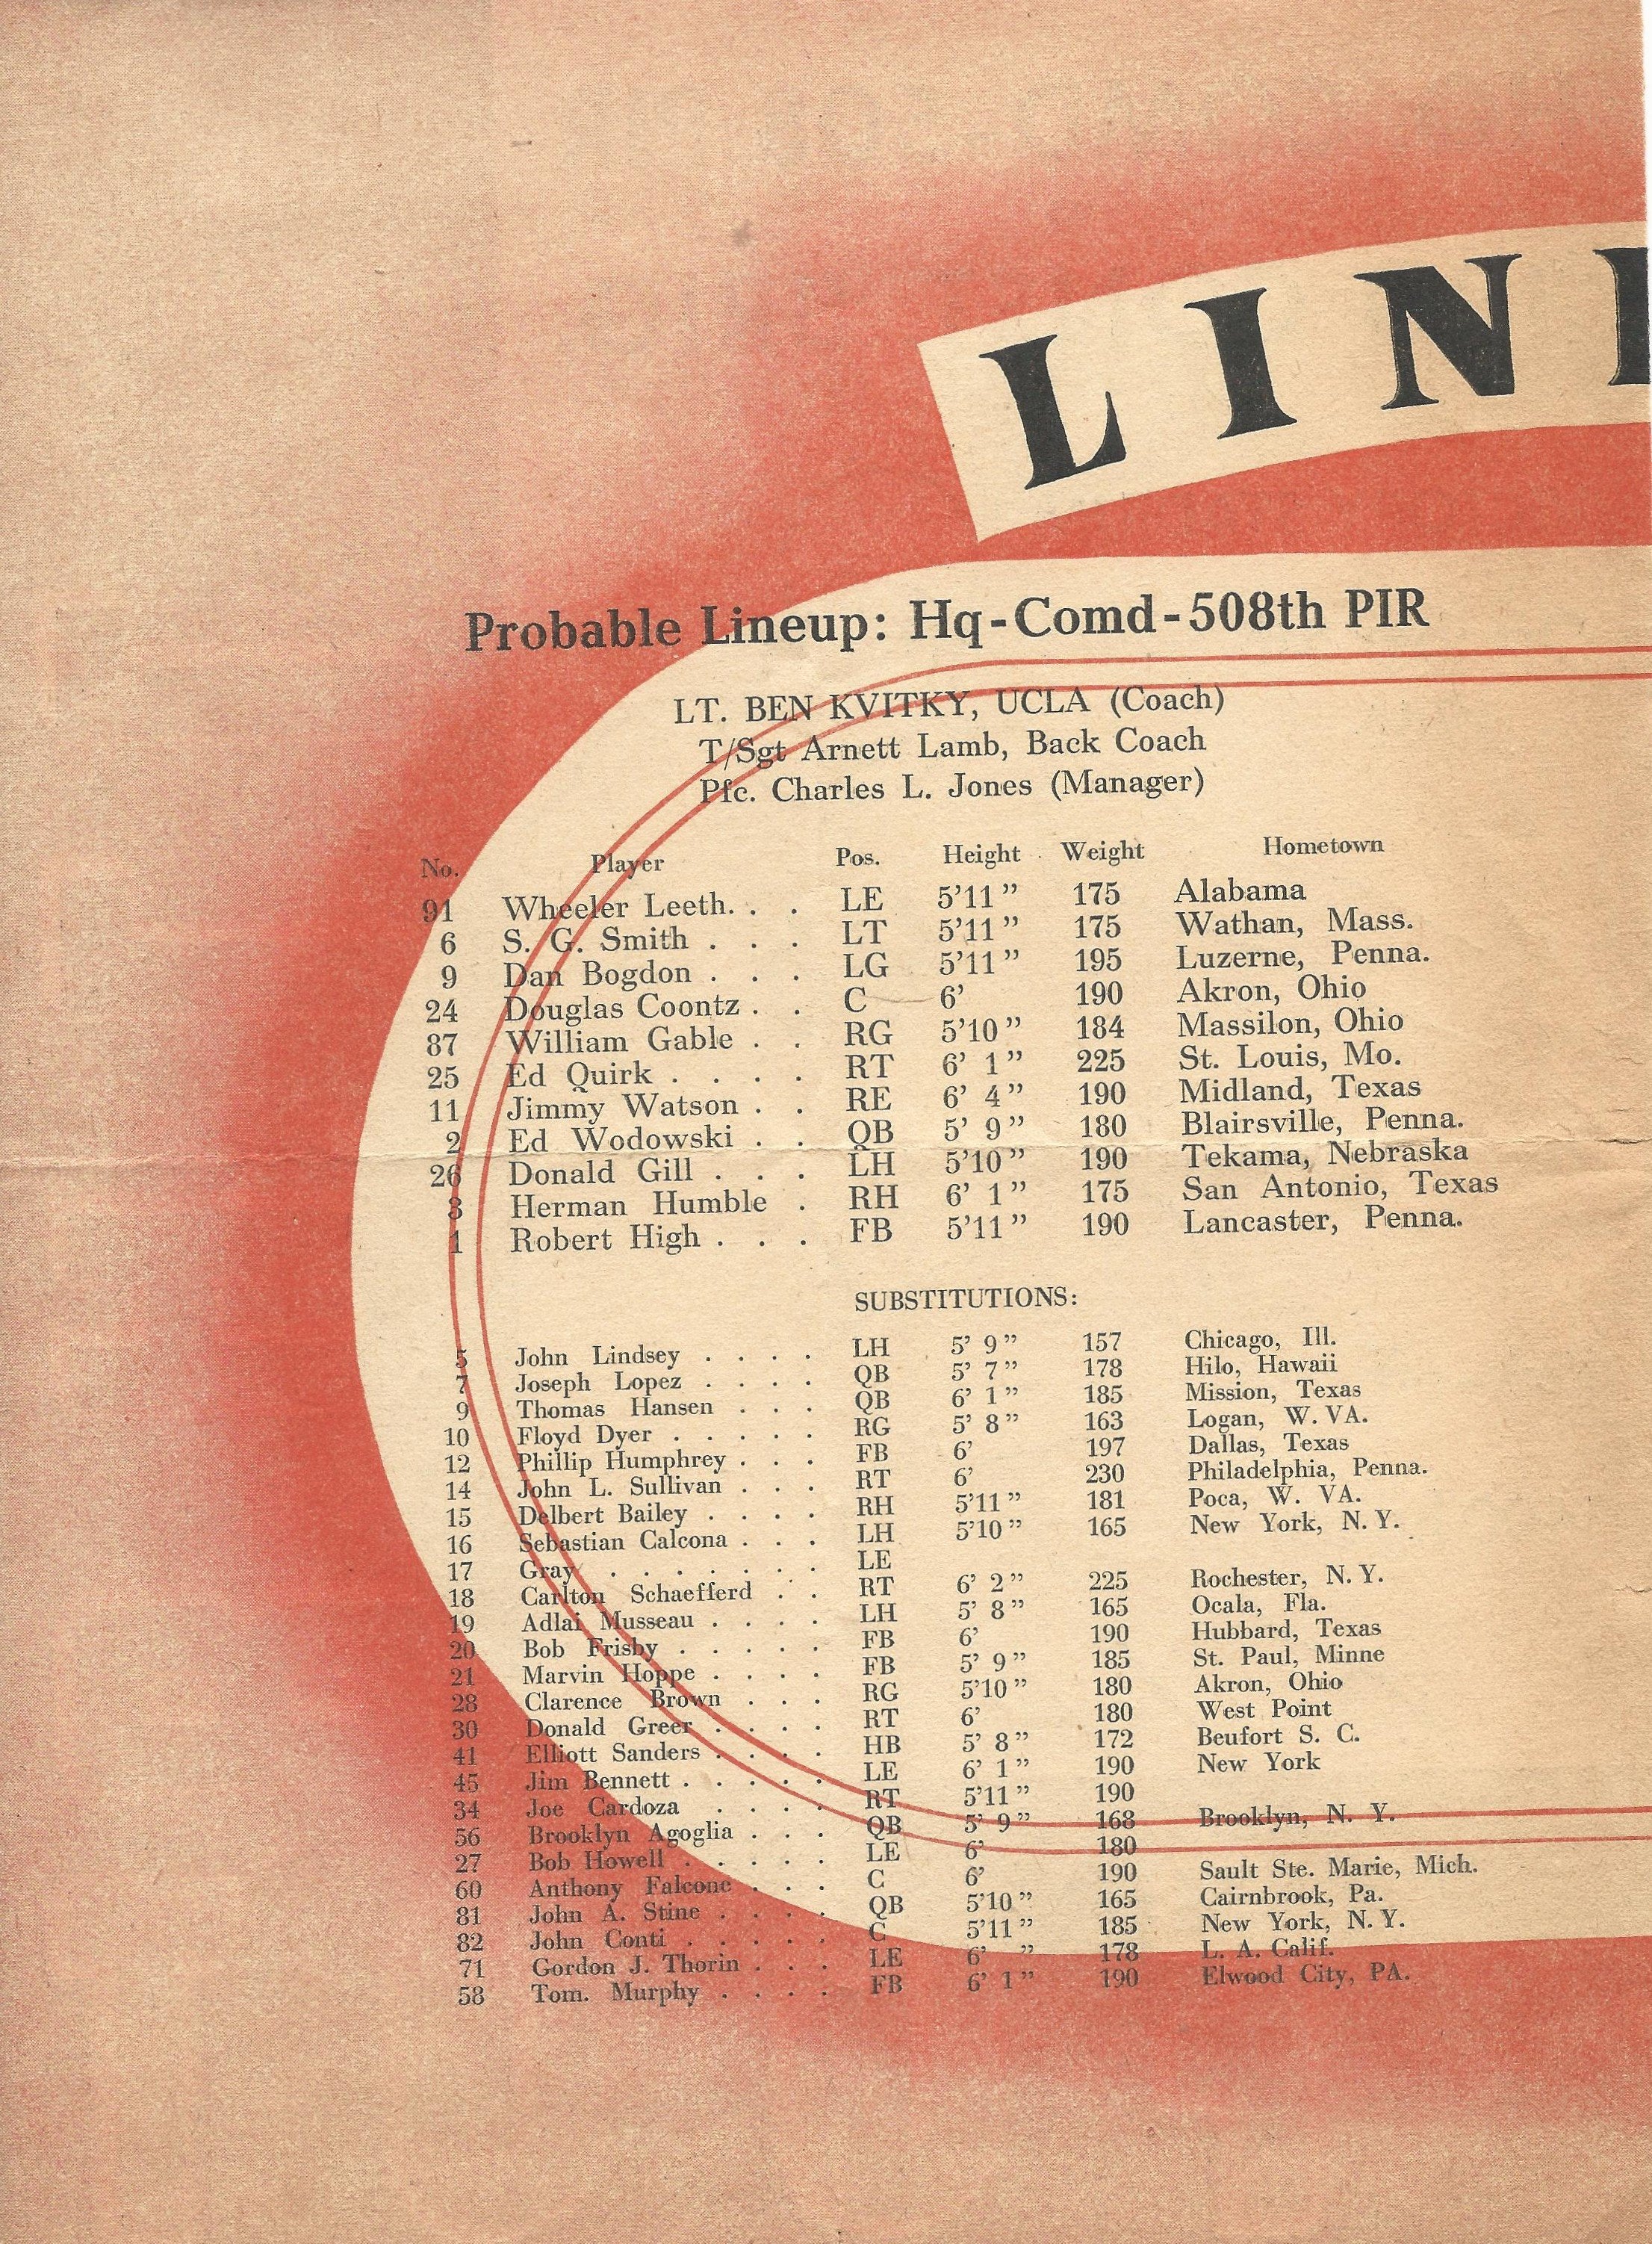 LINE
Probable Lineup: Hq-Comd-508th PIR
LT. BEN KVITKY, UCLA (Coach)
T/Sgt Arnett Lamb, Back Coach
Pfc. Charles L. Jones (Manager)
No. Player Pos. Height Weight Hometown
91 Wheeler Leeth. . . LE 5’11” 175 Alabama
6 S. G. Smith . . . LT 5’11” 175 Wathan, Mass.
9 Dan Bogdon . . . LG 5’11” 195 Luzerne, Penna.
24 Douglas Coontz . . C 6’ 190 Akron, Ohio
87 William Gable . . RG 5’10” 184 Massilon, Ohio
25 Ed Quirk . . . . RT 6’ 1” 225 St. Louis, Mo.
11 Jimmy Watson . . RE 6’ 4” 190 Midland, Texas
2 Ed Wodowski . . QB 5’ 9” 180 Blairsville, Penna.
26 Donald Gill . . . LH 5’10” 190 Tekama, Nebraska
3 Herman Humble . RH 6’ 1” 175 San Antonio, Texas
1 Robert High . . . FB 5’11” 190 Lancaster, Penna.
SUBSTITUTIONS:
5 John Lindsey . . . . LH 5’ 9” 157 Chicago, Ill.
7 Joseph Lopez . . . . QB 5’ 7” 178 Hilo, Hawaii
9 Thomas Hansen . . . QB 6’ 1” 185 Mission, Texas
10 Floyd Dyer . . . . . RG 5’ 8” 163 Logan, W. VA.
12 Phillip Humphrey . . . FB 6’ 197 Dallas, Texas
14 John L. Sullivan . . . RT 6’ 230 Philadelphia, Penna.
15 Delbert Bailey . . . . RH 5’11” 181 Poca, W. VA.
16 Sebastian Calcona . . . LH 5’10” 165 New York, N. Y.
17 Gray . . . . . . . LE
18 Carlton Schaefferd . . RT 6’ 2” 225 Rochester, N. Y.
19 Adlai Musseau . . . . LH 5’ 8” 165 Ocala, Fla.
20 Bob Frisby . . . . . FB 6’ 190 Hubbard, Texas
21 Marvin Hoppe . . . . FB 5’ 9” 185 St. Paul, Minne
28 Clarence Brown . . . RG 5’10” 180 Akron, Ohio
30 Donald Greer . . . . RT 6’ 180 West Point
41 Elliott Sanders . . . . HB 5’ 8” 172 Beufort S. C.
45 Jim Bennett . . . . . LE 6’ 1” 190 New York
34 Joe Cardoza . . . . RT 5’11” 190
56 Brooklyn Agoglia . . . QB 5’ 9” 168 Brooklyn, N. Y.
27 Bob Howell . . . . . LE 6’ 180
60 Anthony Falcone . . . C 6’ 190 Sault Ste. Marie, Mich.
81 John A. Stine . . . . QB 5’10” 165 Cairnbrook, Pa.
82 John Conti . . . . . C 5’11” 185 New York, N. Y.
71 Gordon J. Thorin . . . LE 6’ ” 178 L. A. Calif.
58 Tom. Murphy . . . . FB 6’ 1” 190 Elwood City, PA.